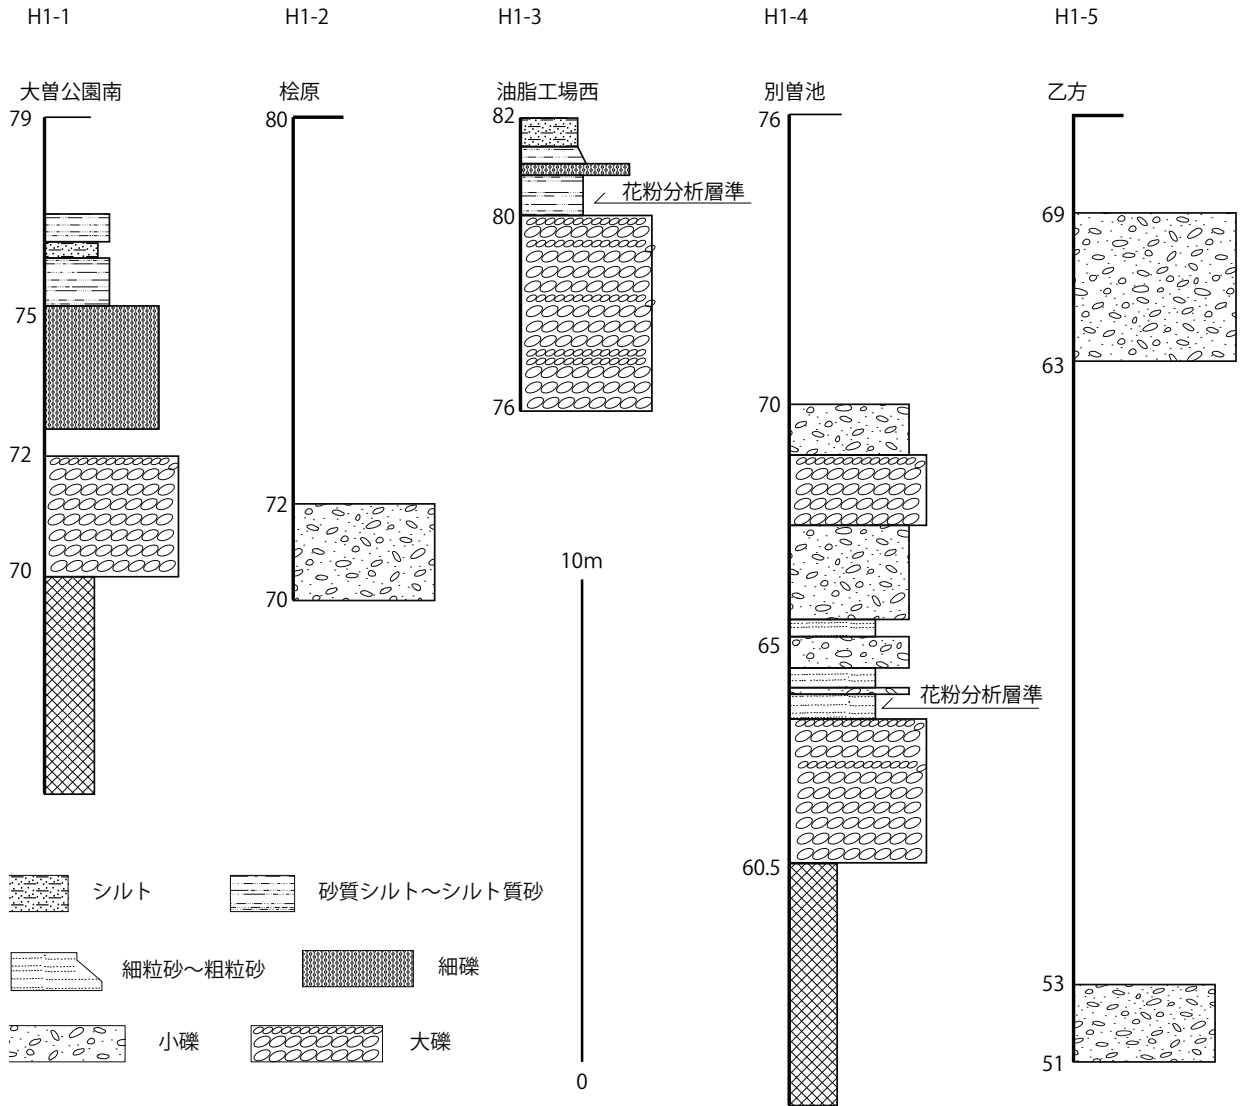 H1-1
H1-2
H1-3
H1-4
H1-5
大曽公園南
桧原
油脂工場西
別曽池
乙方
79
75
72
70
80
72
70
82
80
76
花粉分析層準
76
70
65
60.5
花粉分析層準
69
63
53
51
10m
0
シルト
砂質シルト～シルト質砂
細粒砂～粗粒砂
細礫
小礫
大礫